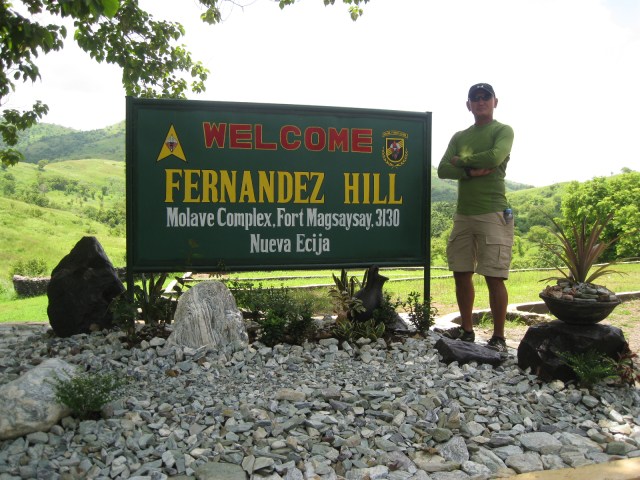 WELCOME
FERNANDEZ HILL
Molave Complex, Fort Magsaysay, 3130
Nueva Ecija